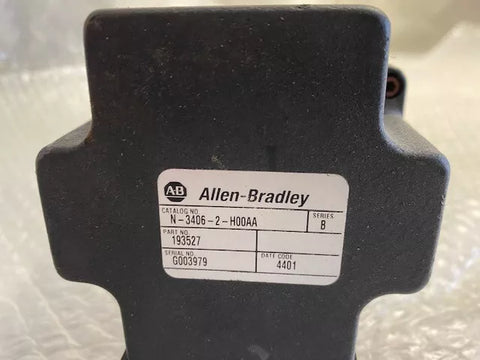 AB Allen-Bradley
CATALOG NO. SERIES
N-3406-2-H00AA B
PART NO.
193527
SERIAL NO. DATE CODE
G003979 4401